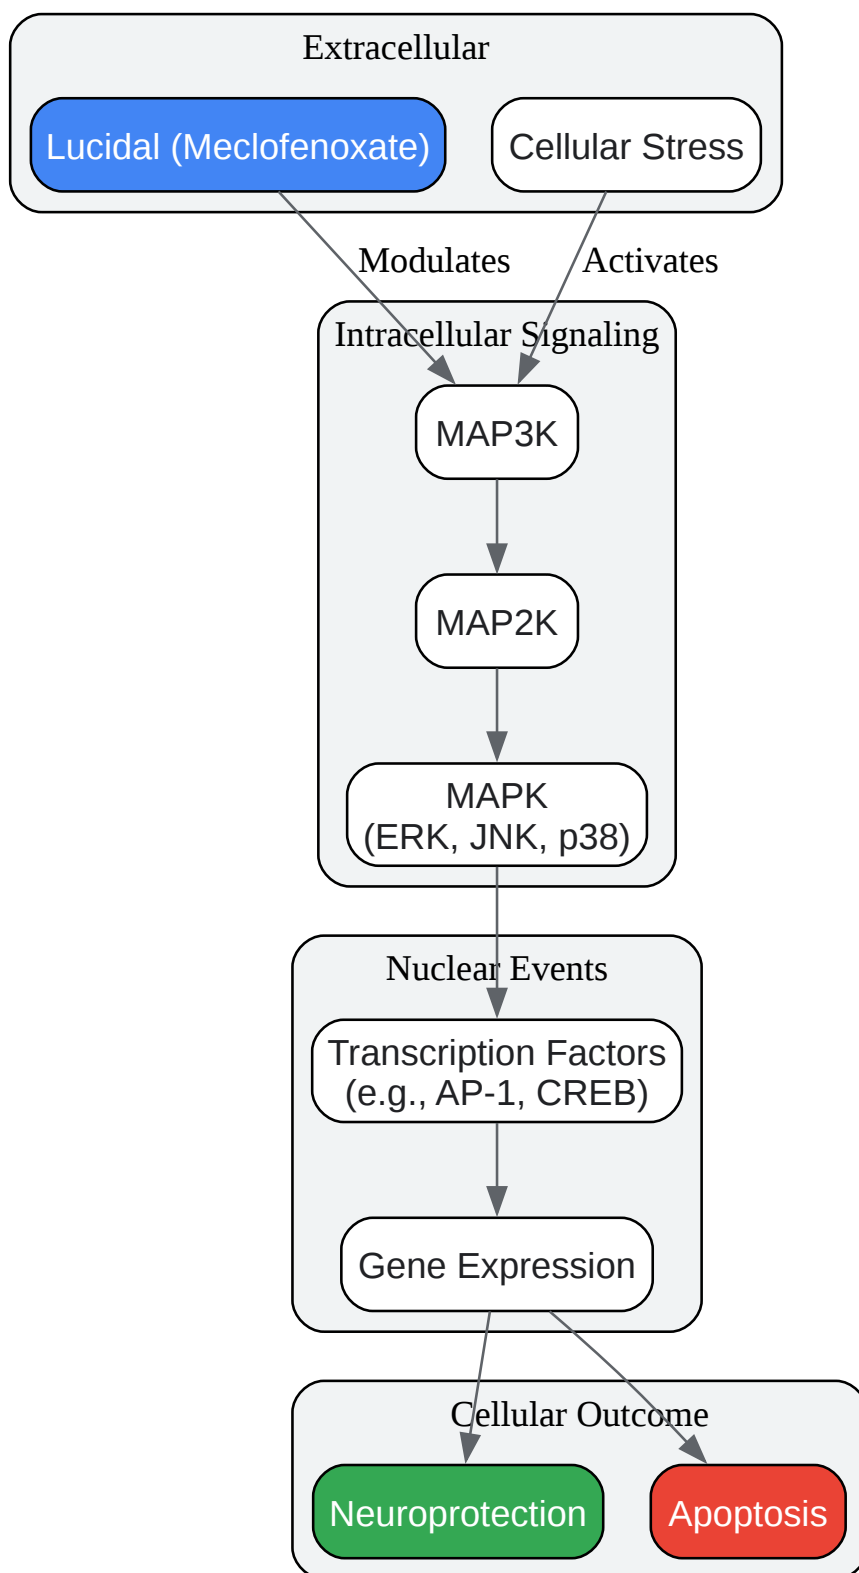 Extracellular
Lucidal (Meclofenoxate)
Cellular Stress
Modulates
Activates
Intracellular Signaling
MAP3K
MAP2K
MAPK
(ERK, JNK, p38)
Nuclear Events
Transcription Factors
(e.g., AP-1, CREB)
Gene Expression
Cellular Outcome
Neuroprotection
Apoptosis